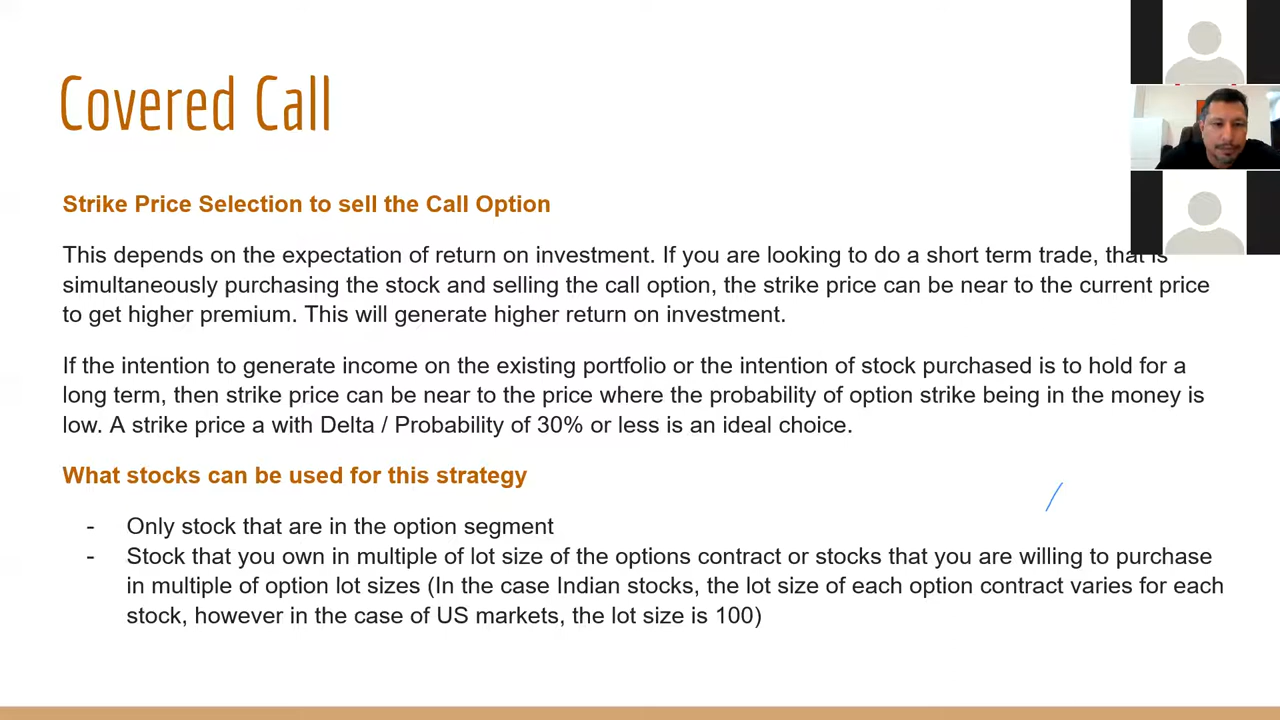 Covered Call
Strike Price Selection to sell the Call Option
This depends on the expectation of return on investment. If you are looking to do a short term trade, that is
simultaneously purchasing the stock and selling the call option, the strike price can be near to the current price
to get higher premium. This will generate higher return on investment.
If the intention to generate income on the existing portfolio or the intention of stock purchased is to hold for a
long term, then strike price can be near to the price where the probability of option strike being in the money is
low. A strike price a with Delta / Probability of 30% or less is an ideal choice.
What stocks can be used for this strategy
- Only stock that are in the option segment
- Stock that you own in multiple of lot size of the options contract or stocks that you are willing to purchase
in multiple of option lot sizes (In the case Indian stocks, the lot size of each option contract varies for each
stock, however in the case of US markets, the lot size is 100)